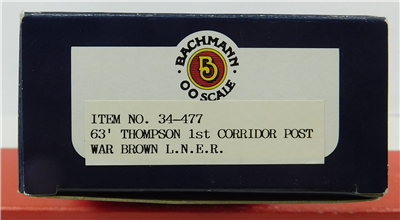 BACHMANN
B
OO SCALE
ITEM NO. 34-477
63' THOMPSON 1st CORRIDOR POST
WAR BROWN L.N.E.R.